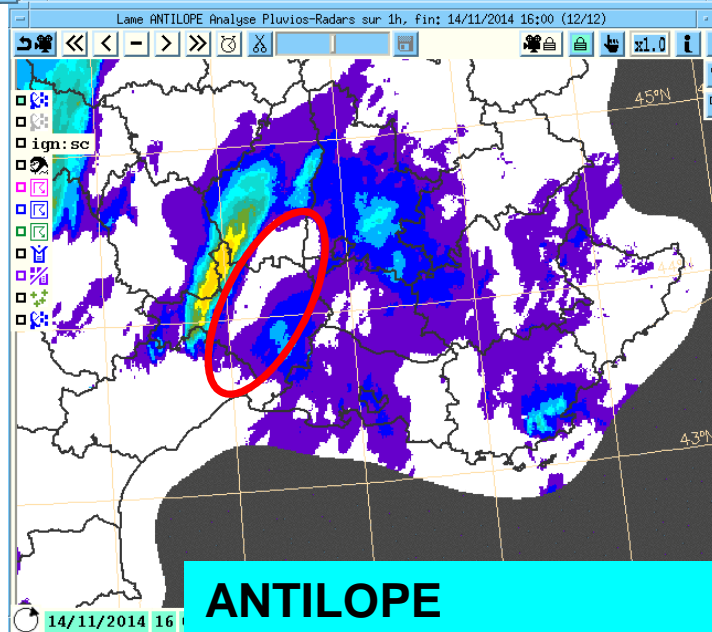 Lame ANTILOPE Analyse Pluvios-Radars sur 1h, fin: 14/11/2014 16:00 (12/12)
x1.0
i
ign:sc
45°N
44°N
43°N
14/11/2014 16
ANTILOPE